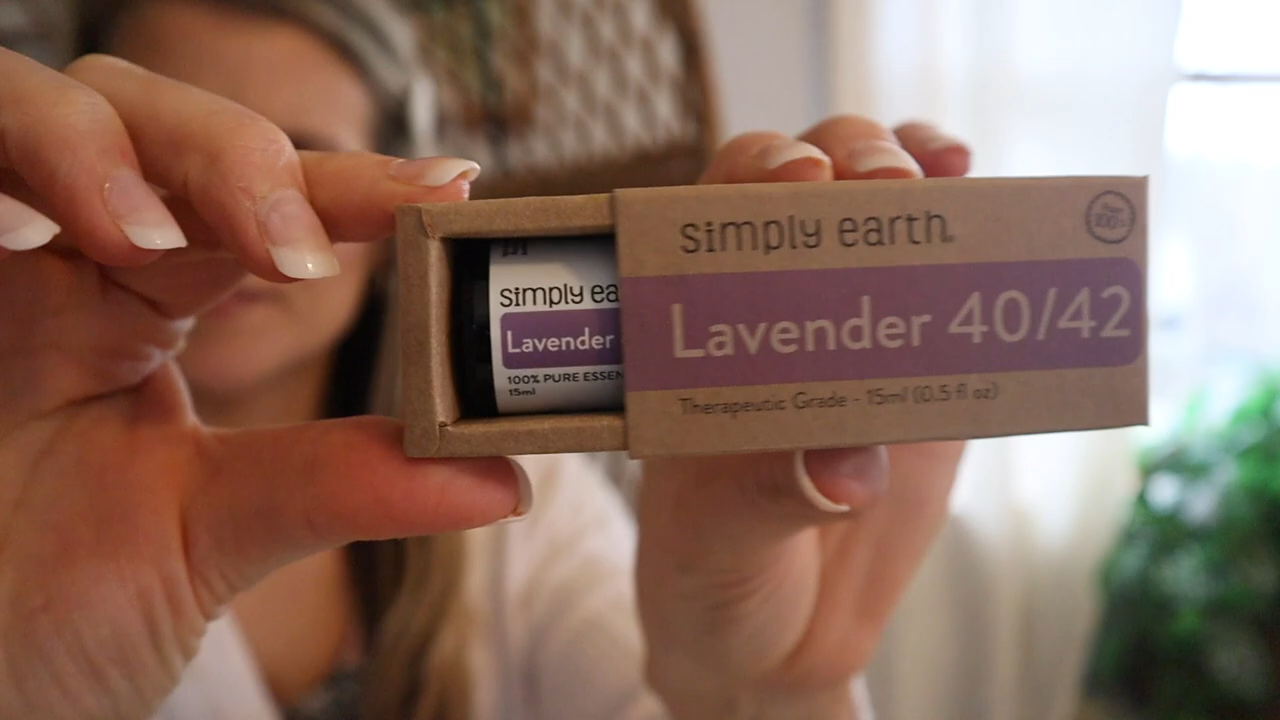 simply ea
Lavender
100% PURE ESSEN
15ml
simply earth.
100%
Lavender 40/42
Therapeutic Grade - 15ml (0.5 fl oz)